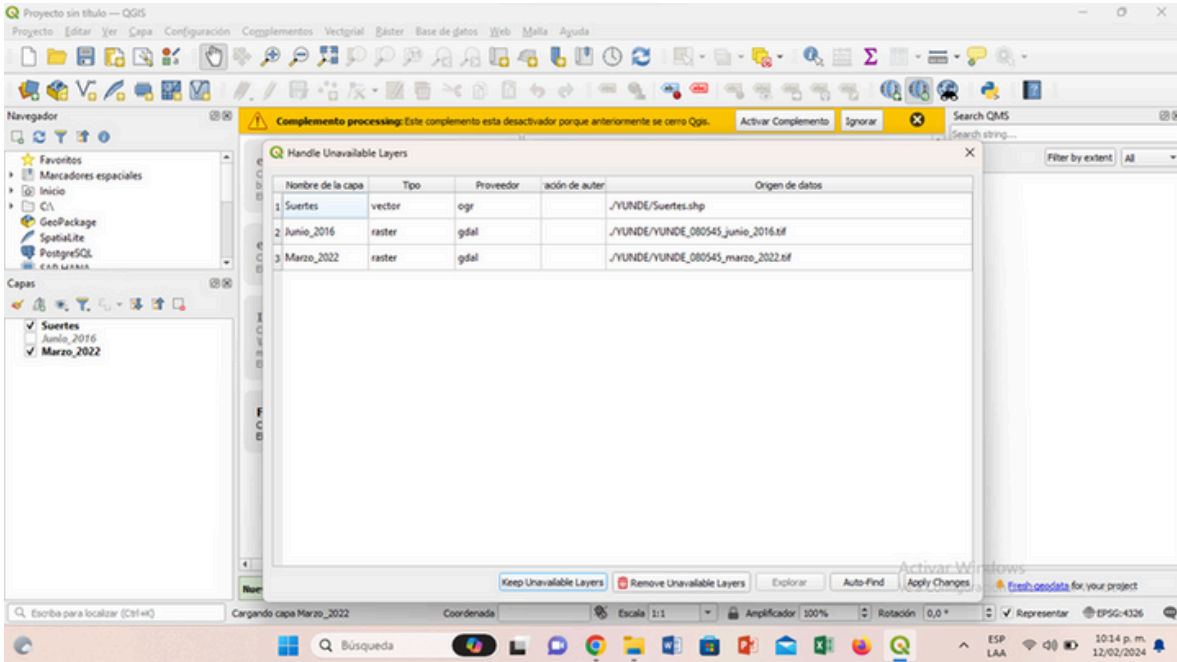 Proyecto sin título — QGIS
Proyecto Editar Ver Capa Configuración Complementos Vectorial Ráster Base de datos Web Malla Ayuda
Navegador
Complemento processing: Este complemento esta desactivador porque anteriormente se cerro Qgis.
Activar Complemento
Ignorar
Search QMS
Search string...
Filter by extent
All
Favoritos
Marcadores espaciales
Inicio
C:\
GeoPackage
SpatiaLite
PostgreSQL
SAP HANA
Capas
Suertes
Junio_2016
Marzo_2022
Handle Unavailable Layers
Nombre de la capa Tipo Proveedor ración de auten Origen de datos
1 Suertes vector ogr ./YUNDE/Suertes.shp
2 Junio_2016 raster gdal ./YUNDE/YUNDE_080545_junio_2016.tif
3 Marzo_2022 raster gdal ./YUNDE/YUNDE_080545_marzo_2022.tif
Keep Unavailable Layers
Remove Unavailable Layers
Explorar
Auto-Find
Apply Changes
Activar Windows
Fresh geodata for your project
Escriba para localizar (Ctrl+K)
Cargando capa Marzo_2022
Coordenada
Escala 1:1
Amplificador 100%
Rotación 0,0 °
Representar
EPSG:4326
Búsqueda
ESP
LAA
10:14 p. m.
12/02/2024